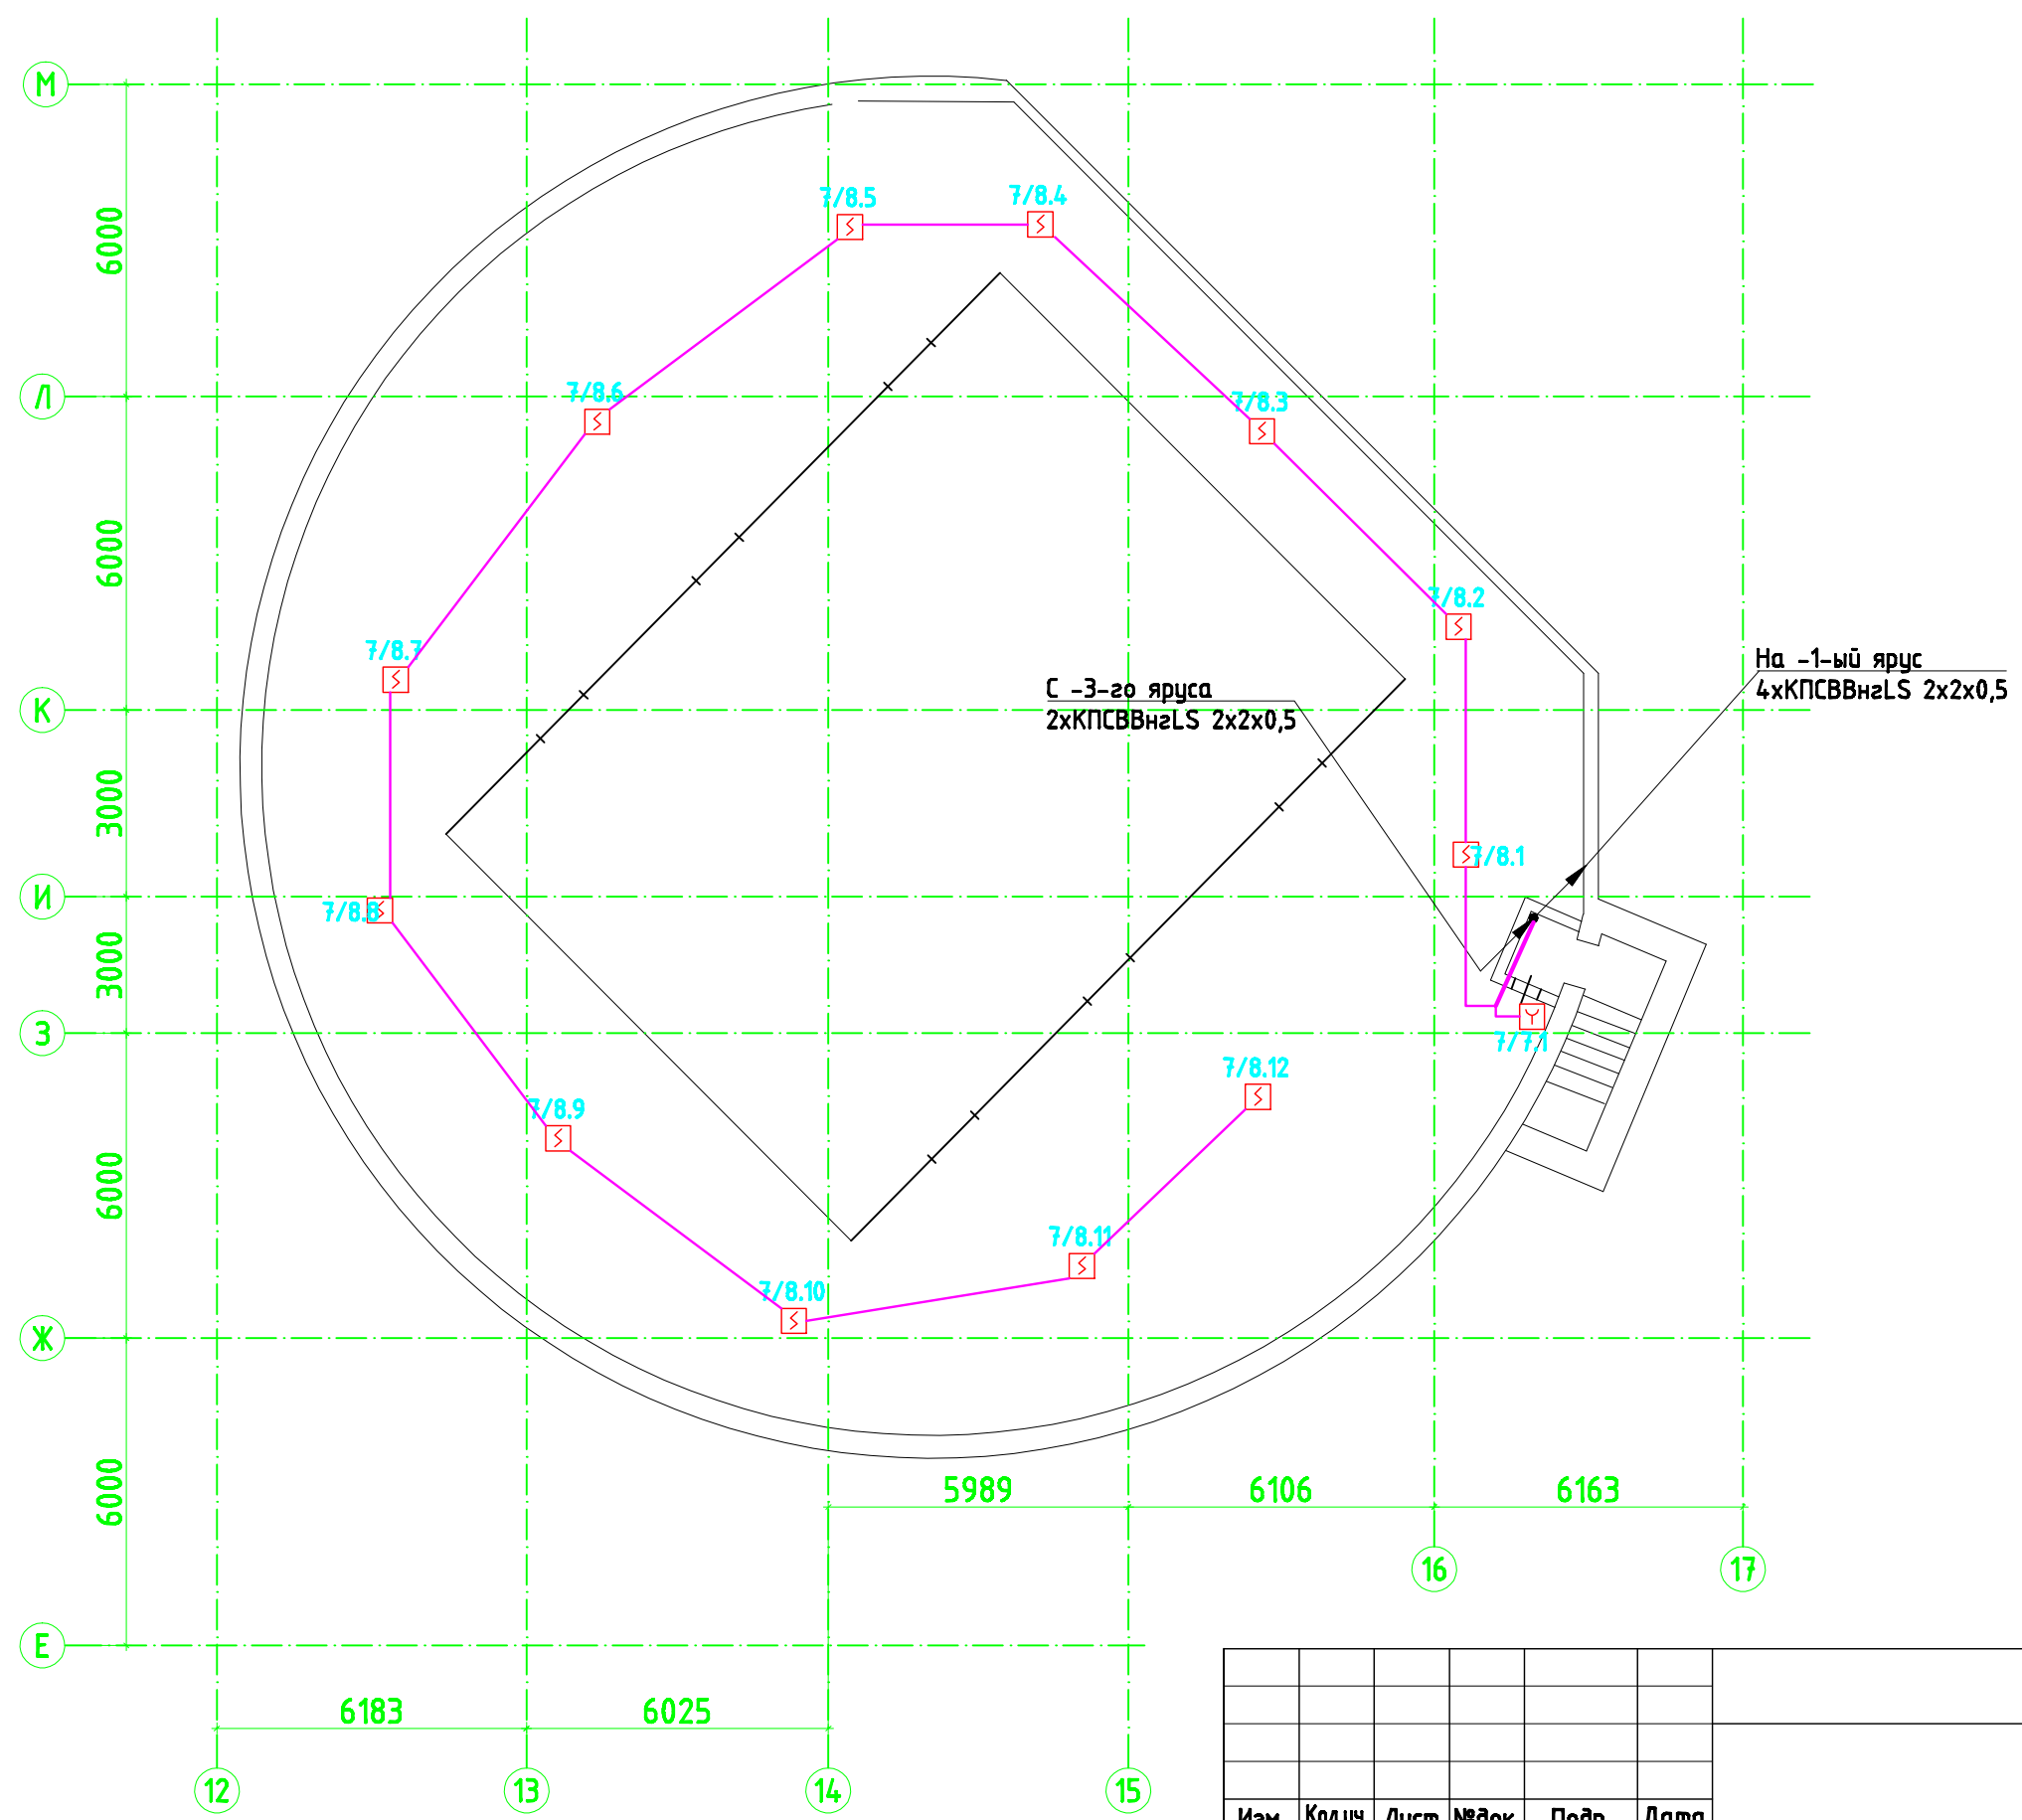 М
6000
7/8.5
7/8.4
Л
7/8.6
7/8.3
6000
7/8.2
7/8.7
На -1-ый ярус
4хКПСВВнгLS 2х2х0,5
С -3-го яруса
2хКПСВВнгLS 2х2х0,5
К
3000
7/8.1
И
7/8.8
3000
З
7/7.1
7/8.12
7/8.9
6000
7/8.11
7/8.10
Ж
6000
5989
6106
6163
16
17
Е
6183
6025
12
13
14
15
Изм. Кол.уч. Лист №док. Подп. Дата